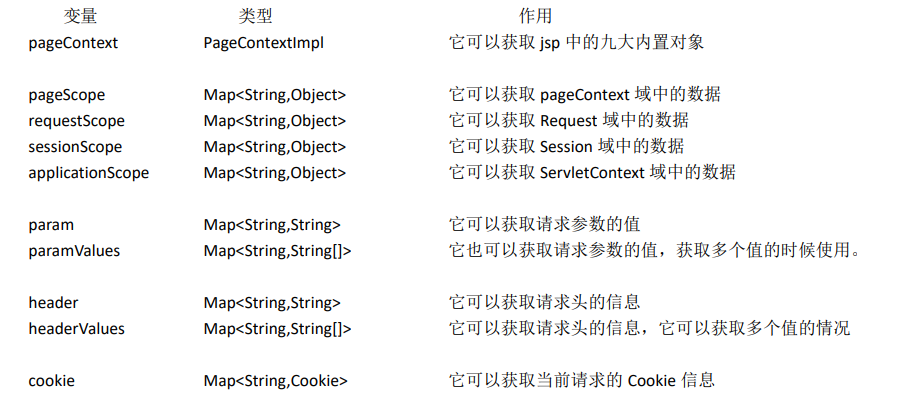 变量 类型 作用
pageContext PageContextImpl 它可以获取 jsp 中的九大内置对象
pageScope Map<String,Object> 它可以获取 pageContext 域中的数据
requestScope Map<String,Object> 它可以获取 Request 域中的数据
sessionScope Map<String,Object> 它可以获取 Session 域中的数据
applicationScope Map<String,Object> 它可以获取 ServletContext 域中的数据
param Map<String,String> 它可以获取请求参数的值
paramValues Map<String,String[]> 它也可以获取请求参数的值，获取多个值的时候使用。
header Map<String,String> 它可以获取请求头的信息
headerValues Map<String,String[]> 它可以获取请求头的信息，它可以获取多个值的情况
cookie Map<String,Cookie> 它可以获取当前请求的 Cookie 信息